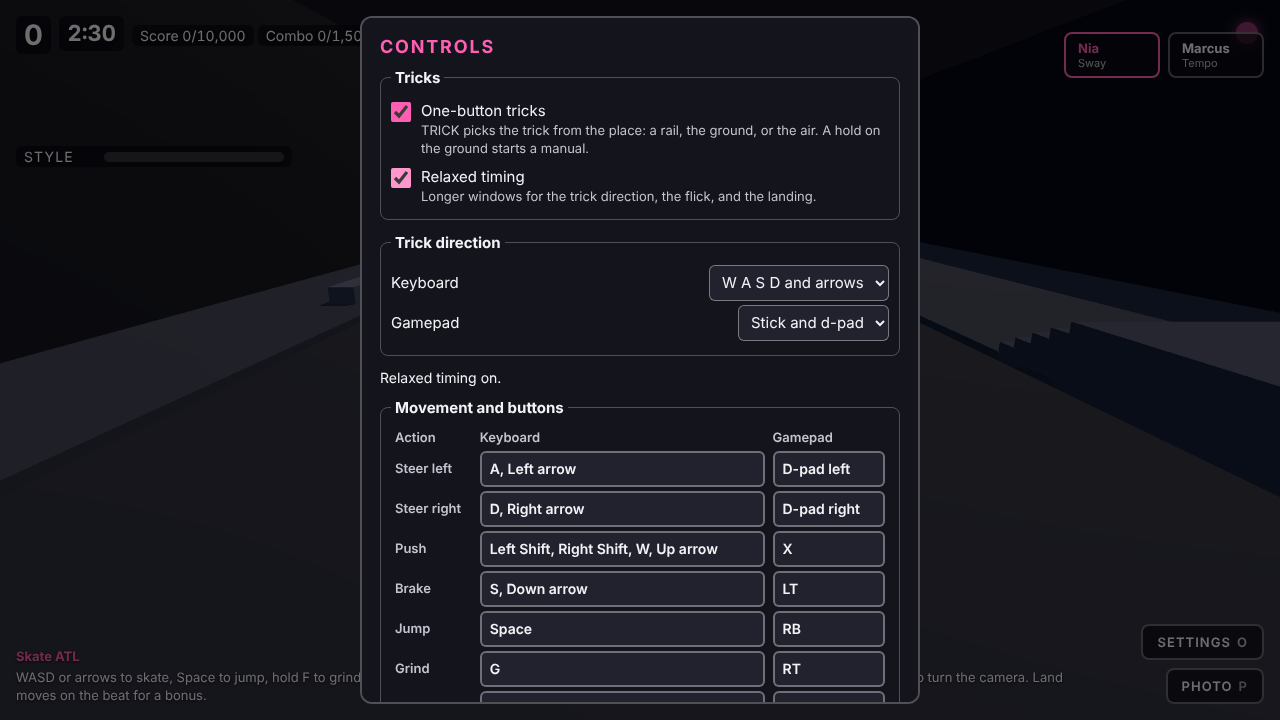 0 2:30 Score 0/10,000 Combo 0/1,50
Nia Marcus
Sway Tempo
STYLE
CONTROLS
Tricks
One-button tricks
TRICK picks the trick from the place: a rail, the ground, or the air. A hold on
the ground starts a manual.
Relaxed timing
Longer windows for the trick direction, the flick, and the landing.
Trick direction
Keyboard W A S D and arrows
Gamepad Stick and d-pad
Relaxed timing on.
Movement and buttons
Action Keyboard Gamepad
Steer left A, Left arrow D-pad left
Steer right D, Right arrow D-pad right
Push Left Shift, Right Shift, W, Up arrow X
Brake S, Down arrow LT
Jump Space RB
Grind G RT
SETTINGS O
PHOTO P
Skate ATL
WASD or arrows to skate, Space to jump, hold F to grind turn the camera. Land
moves on the beat for a bonus.